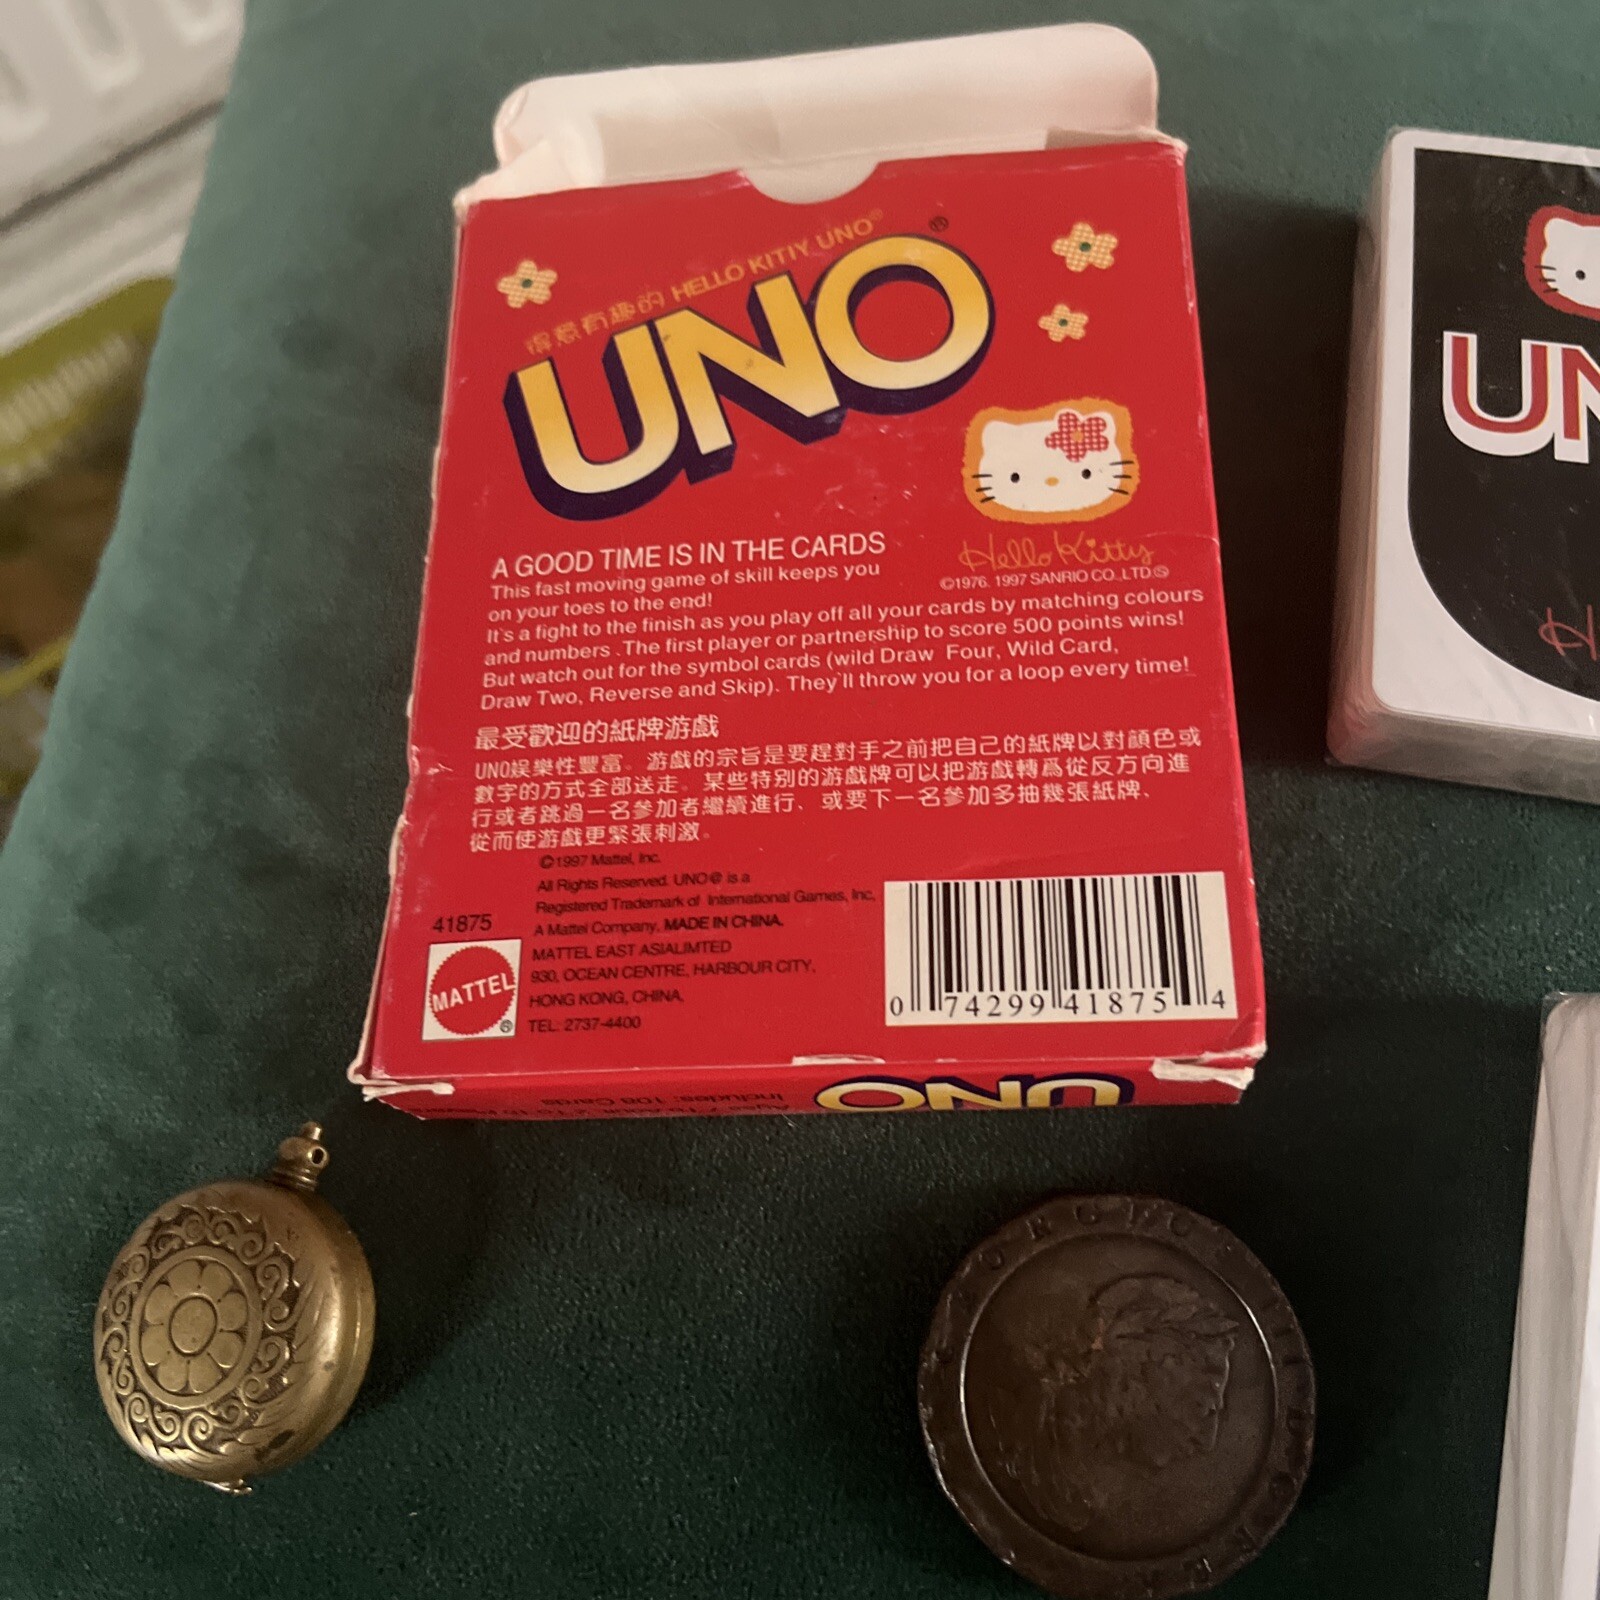 得意有趣的 HELLO KITIY UNO®
UNO®
Hello Kitty
©1976. 1997 SANRIO CO.,LTD.Ⓢ
A GOOD TIME IS IN THE CARDS
This fast moving game of skill keeps you
on your toes to the end!
It's a fight to the finish as you play off all your cards by matching colours
and numbers .The first player or partnership to score 500 points wins!
But watch out for the symbol cards (wild Draw Four, Wild Card,
Draw Two, Reverse and Skip). They`ll throw you for a loop every time!
最受歡迎的紙牌游戲
UNO娱樂性豐富。游戲的宗旨是要趕對手之前把自己的紙牌以對顔色或
數字的方式全部送走。某些特别的游戲牌可以把游戲轉爲從反方向進
行或者跳過一名參加者繼續進行、或要下一名參加多抽幾張紙牌、
從而使游戲更緊張刺激。
©1997 Mattel, Inc.
All Rights Reserved. UNO® is a
Registered Trademark of International Games, Inc,
A Mattel Company. MADE IN CHINA.
MATTEL EAST ASIALIMTED
930, OCEAN CENTRE, HARBOUR CITY,
HONG KONG, CHINA,
TEL: 2737-4400
41875
MATTEL®
0 74299 41875 4
UNO
Includes: 108 Cards
UN